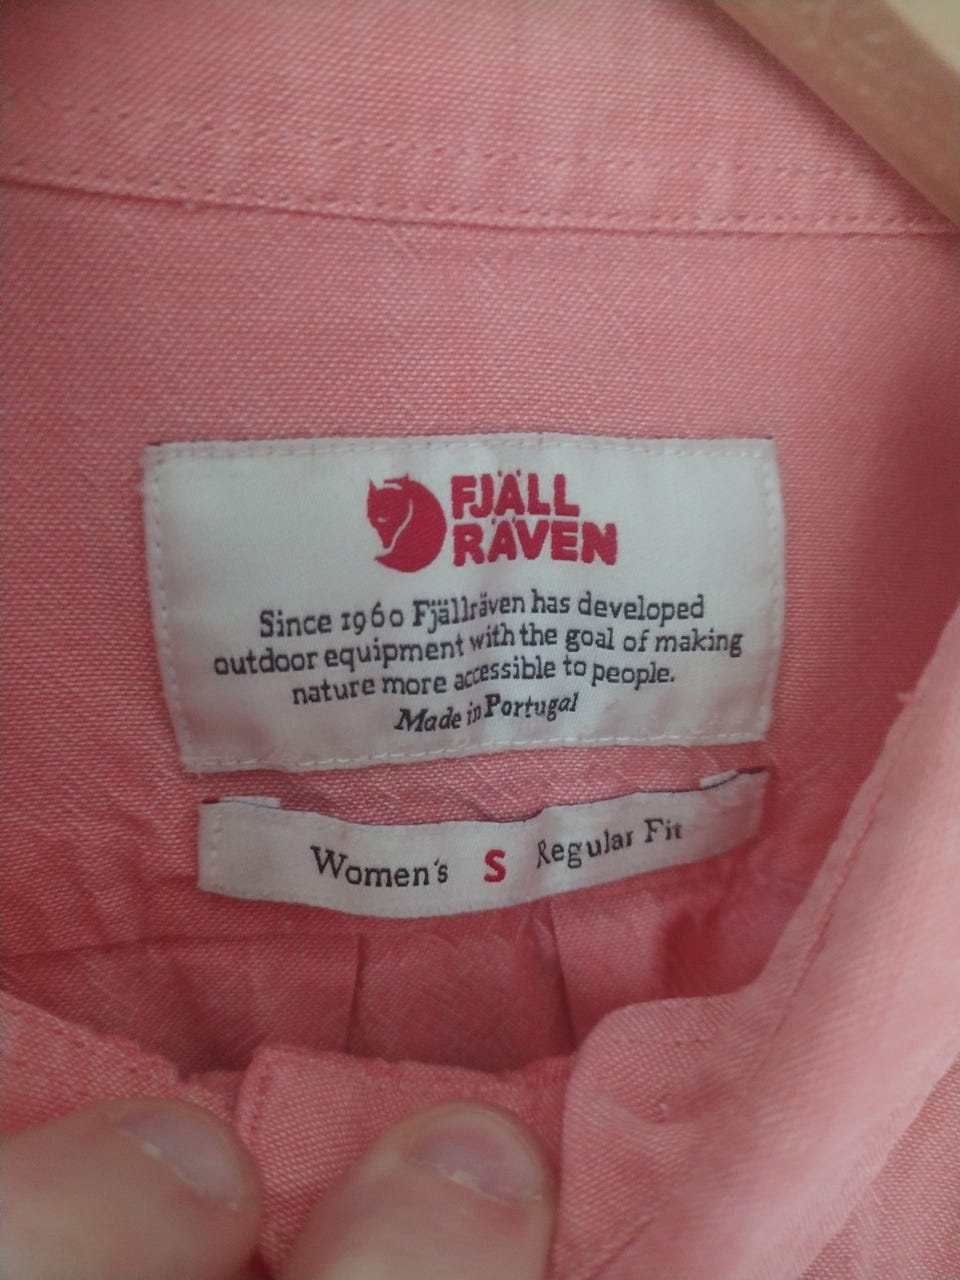 FJÄLL
RÄVEN
Since 1960 Fjällräven has developed
outdoor equipment with the goal of making
nature more accessible to people.
Made in Portugal
Women's S Regular Fit